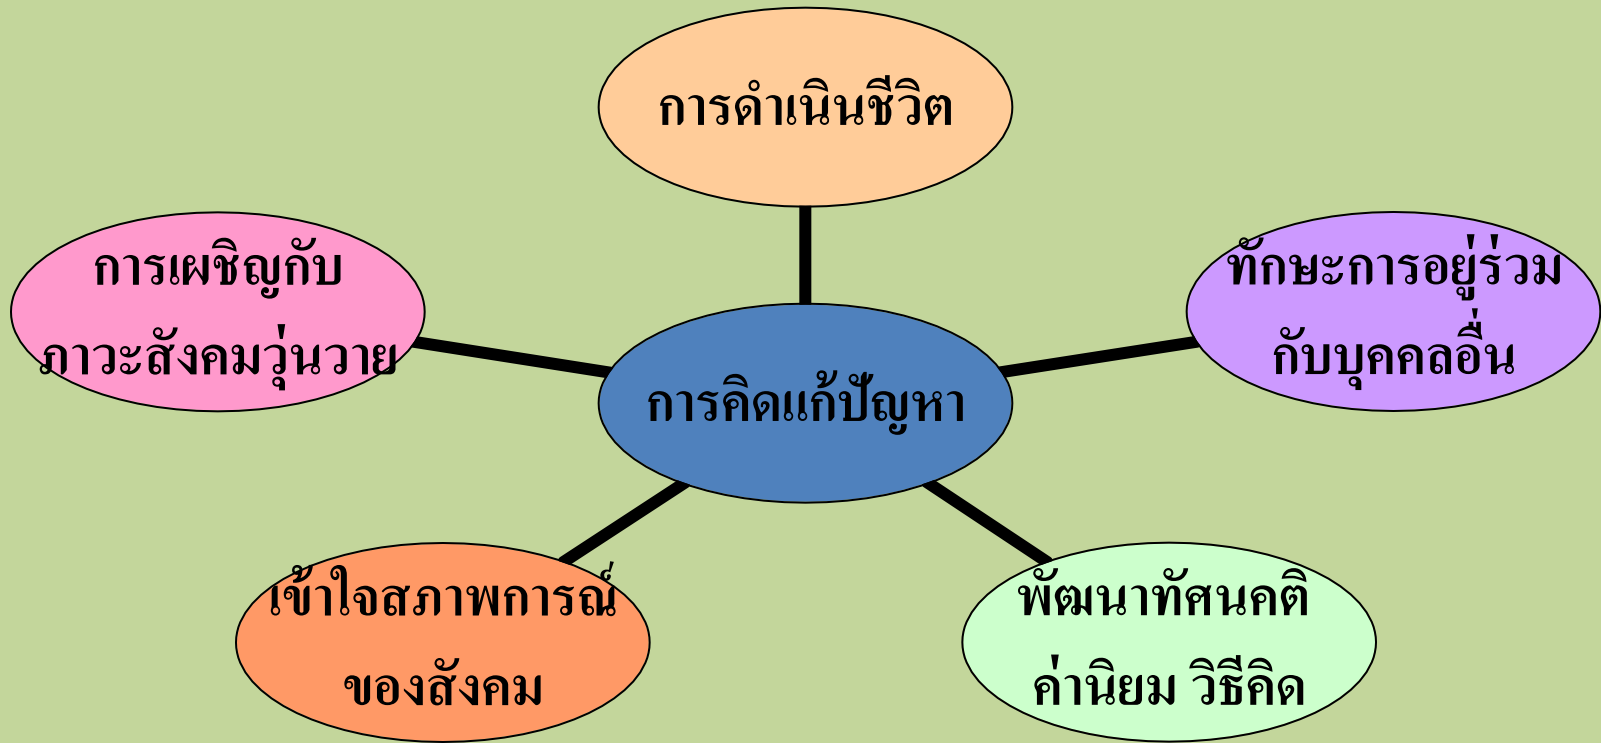 การดำเนินชีวิต
การเผชิญกับ
ภาวะสังคมวุ่นวาย
ทักษะการอยู่ร่วม
กับบุคคลอื่น
การคิดแก้ปัญหา
เข้าใจสภาพการณ์
ของสังคม
พัฒนาทัศนคติ
ค่านิยม วิธีคิด